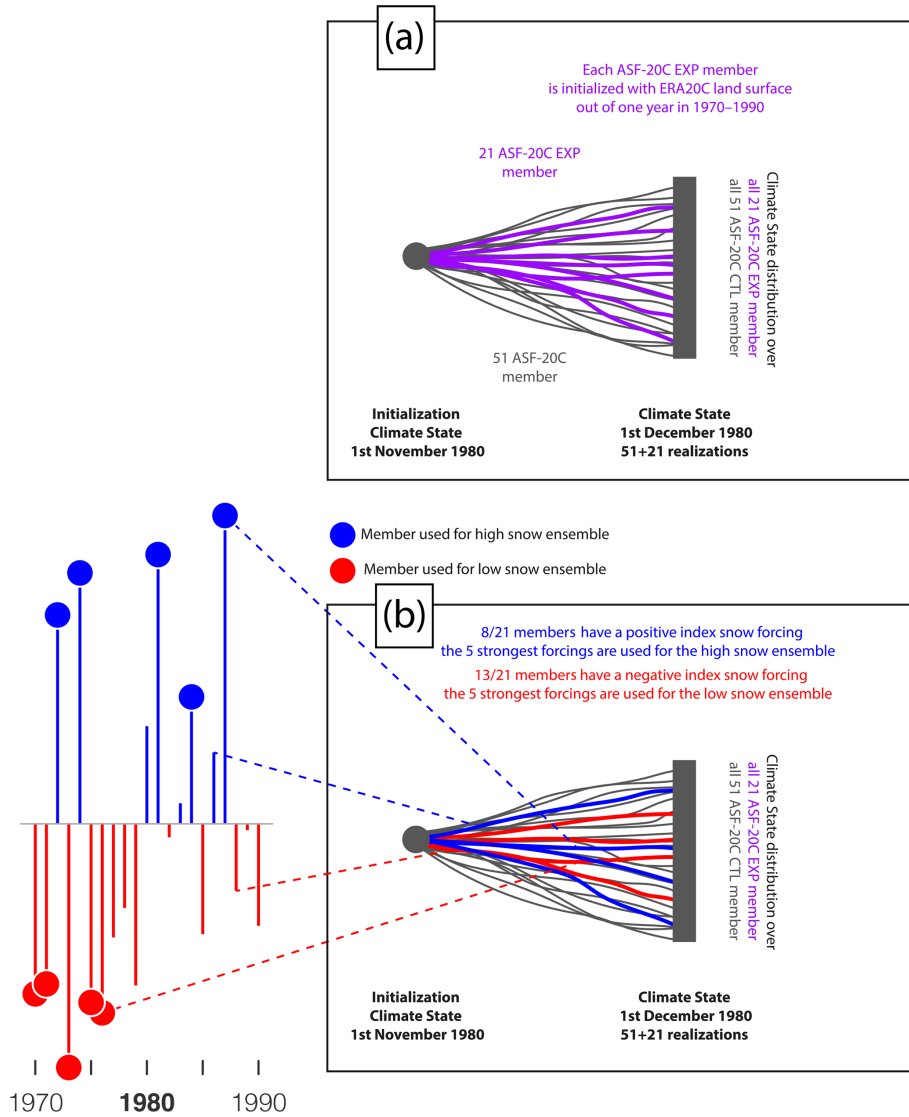 (a)
Each ASF-20C EXP member
is initialized with ERA20C land surface
out of one year in 1970–1990
21 ASF-20C EXP
member
Climate State distribution over
all 21 ASF-20C EXP member
all 51 ASF-20C CTL member
51 ASF-20C
member
Initialization
Climate State
1st November 1980
Climate State
1st December 1980
51+21 realizations
Member used for high snow ensemble
Member used for low snow ensemble
(b)
8/21 members have a positive index snow forcing
the 5 strongest forcings are used for the high snow ensemble
13/21 members have a negative index snow forcing
the 5 strongest forcings are used for the low snow ensemble
Climate State distribution over
all 21 ASF-20C EXP member
all 51 ASF-20C CTL member
Initialization
Climate State
1st November 1980
Climate State
1st December 1980
51+21 realizations
1970 1980 1990